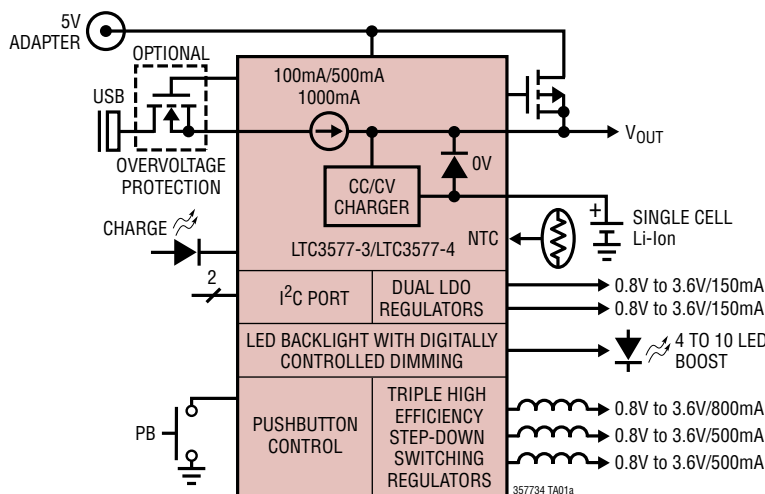 5V
ADAPTER
OPTIONAL
USB
OVERVOLTAGE
PROTECTION
100mA/500mA
1000mA
VOUT
0V
CC/CV
CHARGER
CHARGE
LTC3577-3/LTC3577-4
NTC
+
SINGLE CELL
Li-Ion
2
I2C PORT
DUAL LDO
REGULATORS
0.8V to 3.6V/150mA
0.8V to 3.6V/150mA
LED BACKLIGHT WITH DIGITALLY
CONTROLLED DIMMING
4 TO 10 LED
BOOST
PB
PUSHBUTTON
CONTROL
TRIPLE HIGH
EFFICIENCY
STEP-DOWN
SWITCHING
REGULATORS
0.8V to 3.6V/800mA
0.8V to 3.6V/500mA
0.8V to 3.6V/500mA
357734 TA01a